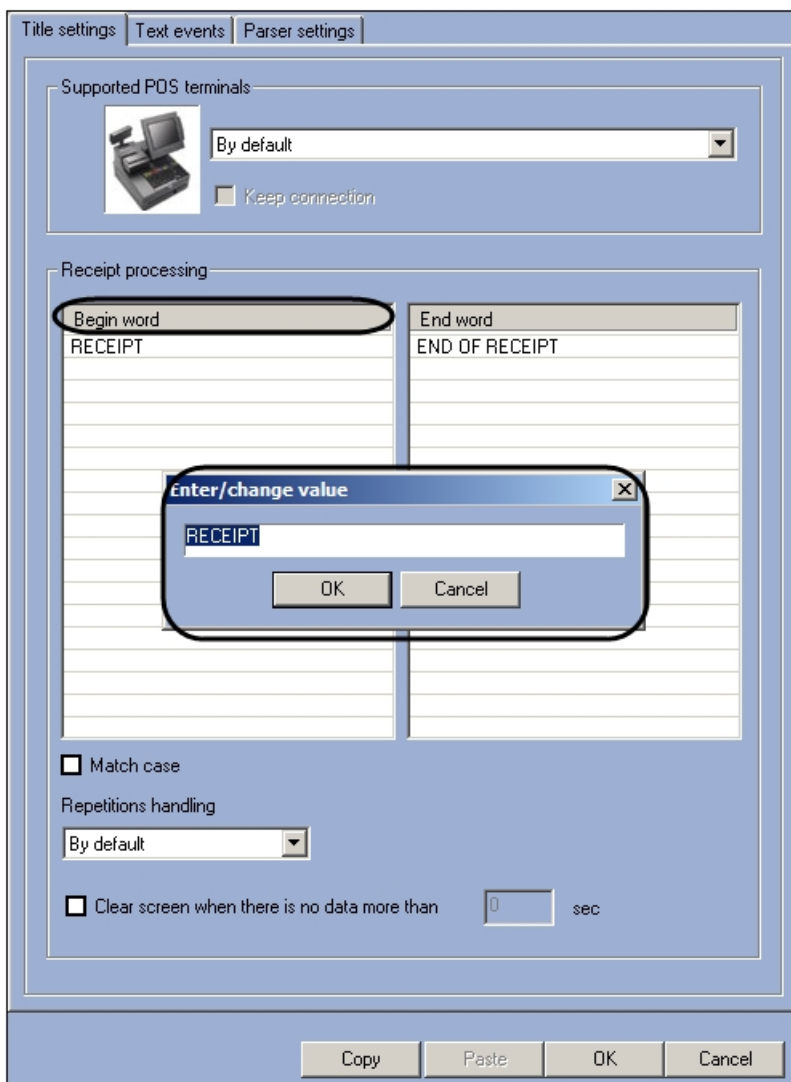 Title settings Text events Parser settings
Supported POS terminals
By default
Keep connection
Receipt processing
Begin word End word
RECEIPT END OF RECEIPT
Enter/change value
RECEIPT
OK Cancel
Match case
Repetitions handling
By default
Clear screen when there is no data more than 0 sec
Copy Paste OK Cancel